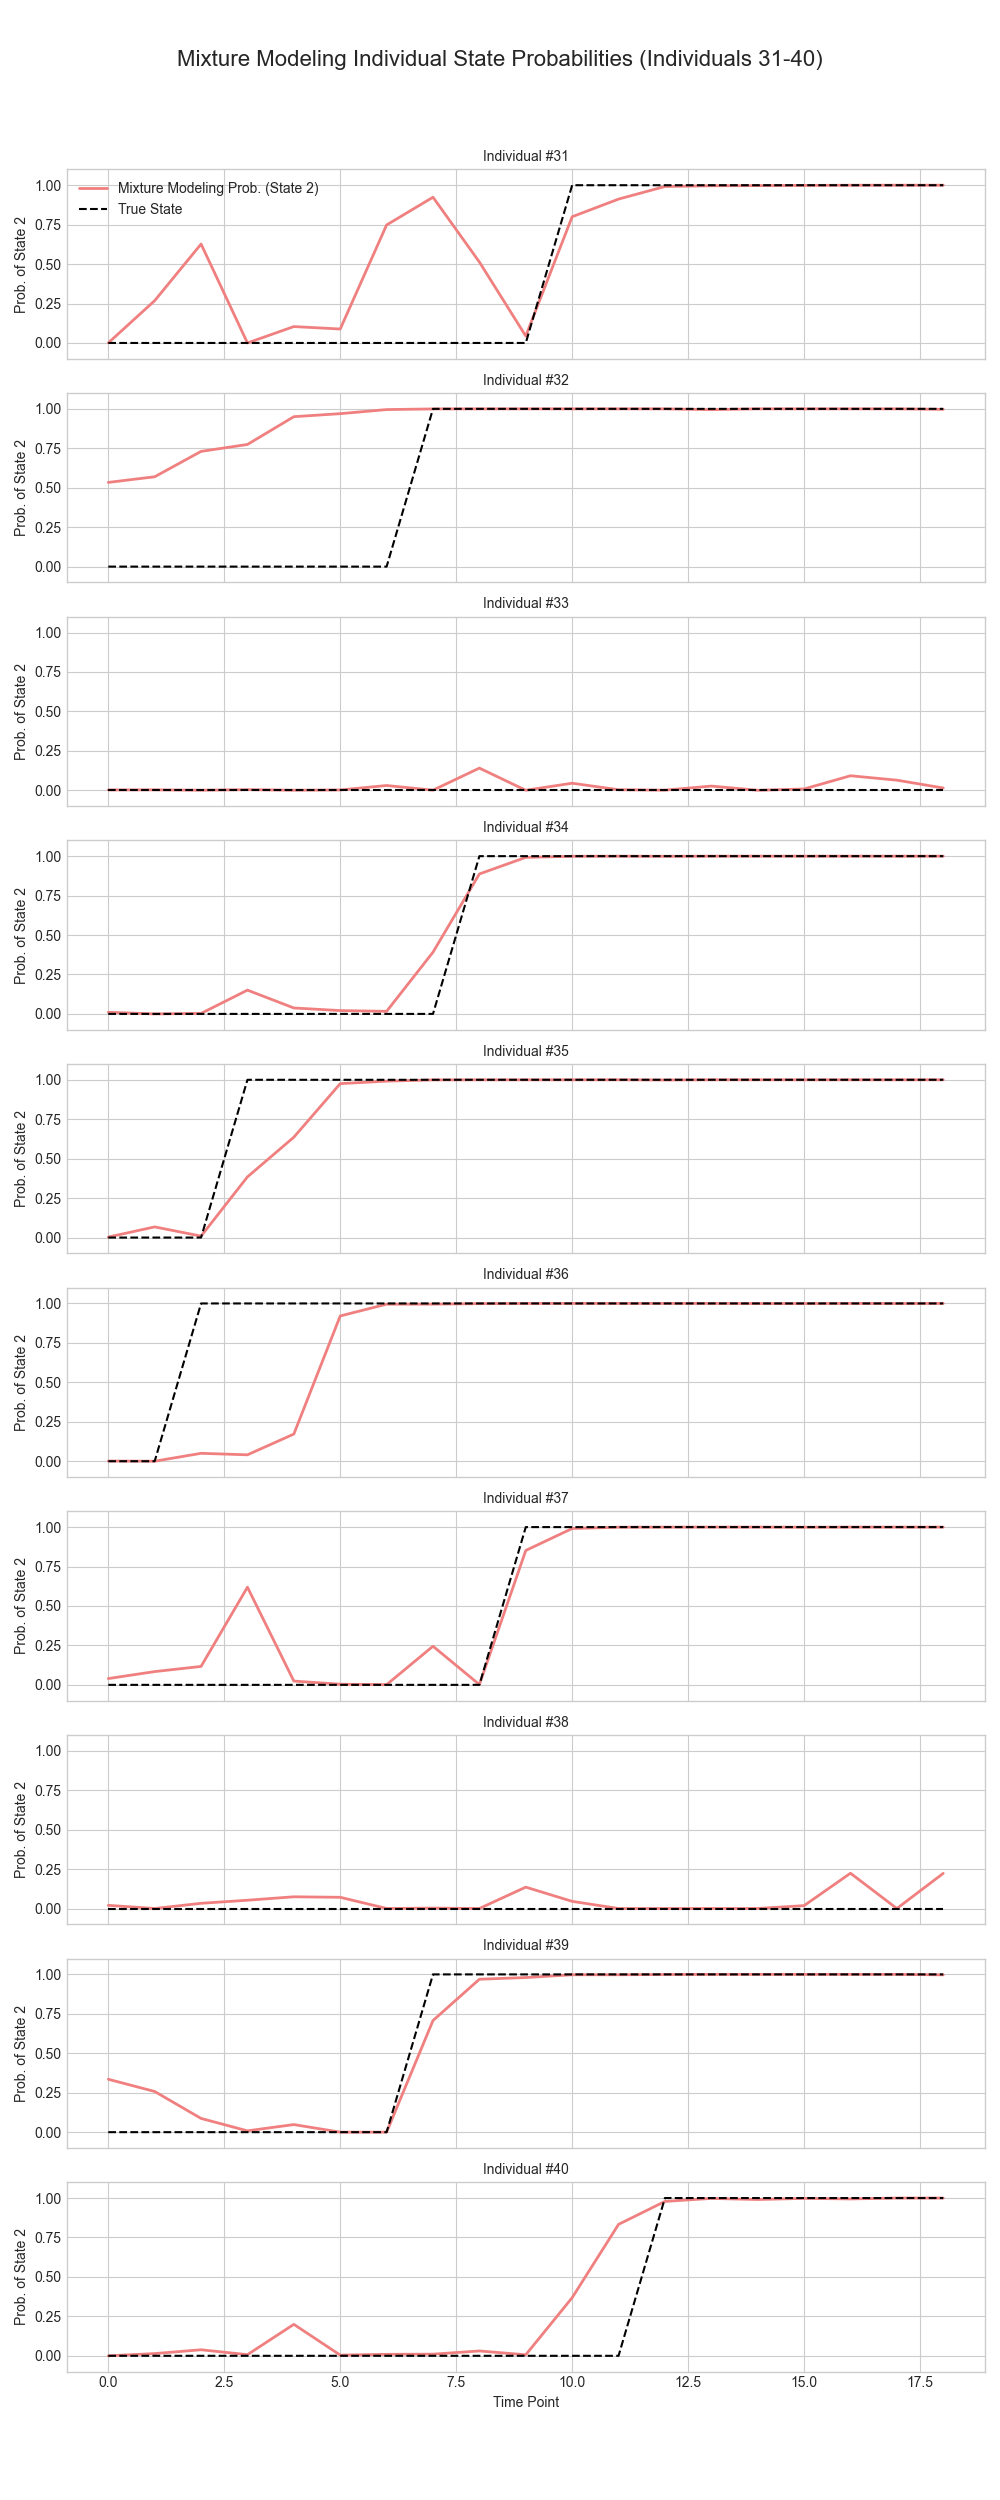 Mixture Modeling Individual State Probabilities (Individuals 31-40)
Individual #31
Mixture Modeling Prob. (State 2)
True State
Prob. of State 2
1.00
0.75
0.50
0.25
0.00
Individual #32
Prob. of State 2
1.00
0.75
0.50
0.25
0.00
Individual #33
Prob. of State 2
1.00
0.75
0.50
0.25
0.00
Individual #34
Prob. of State 2
1.00
0.75
0.50
0.25
0.00
Individual #35
Prob. of State 2
1.00
0.75
0.50
0.25
0.00
Individual #36
Prob. of State 2
1.00
0.75
0.50
0.25
0.00
Individual #37
Prob. of State 2
1.00
0.75
0.50
0.25
0.00
Individual #38
Prob. of State 2
1.00
0.75
0.50
0.25
0.00
Individual #39
Prob. of State 2
1.00
0.75
0.50
0.25
0.00
Individual #40
Prob. of State 2
1.00
0.75
0.50
0.25
0.00
0.0 2.5 5.0 7.5 10.0 12.5 15.0 17.5
Time Point